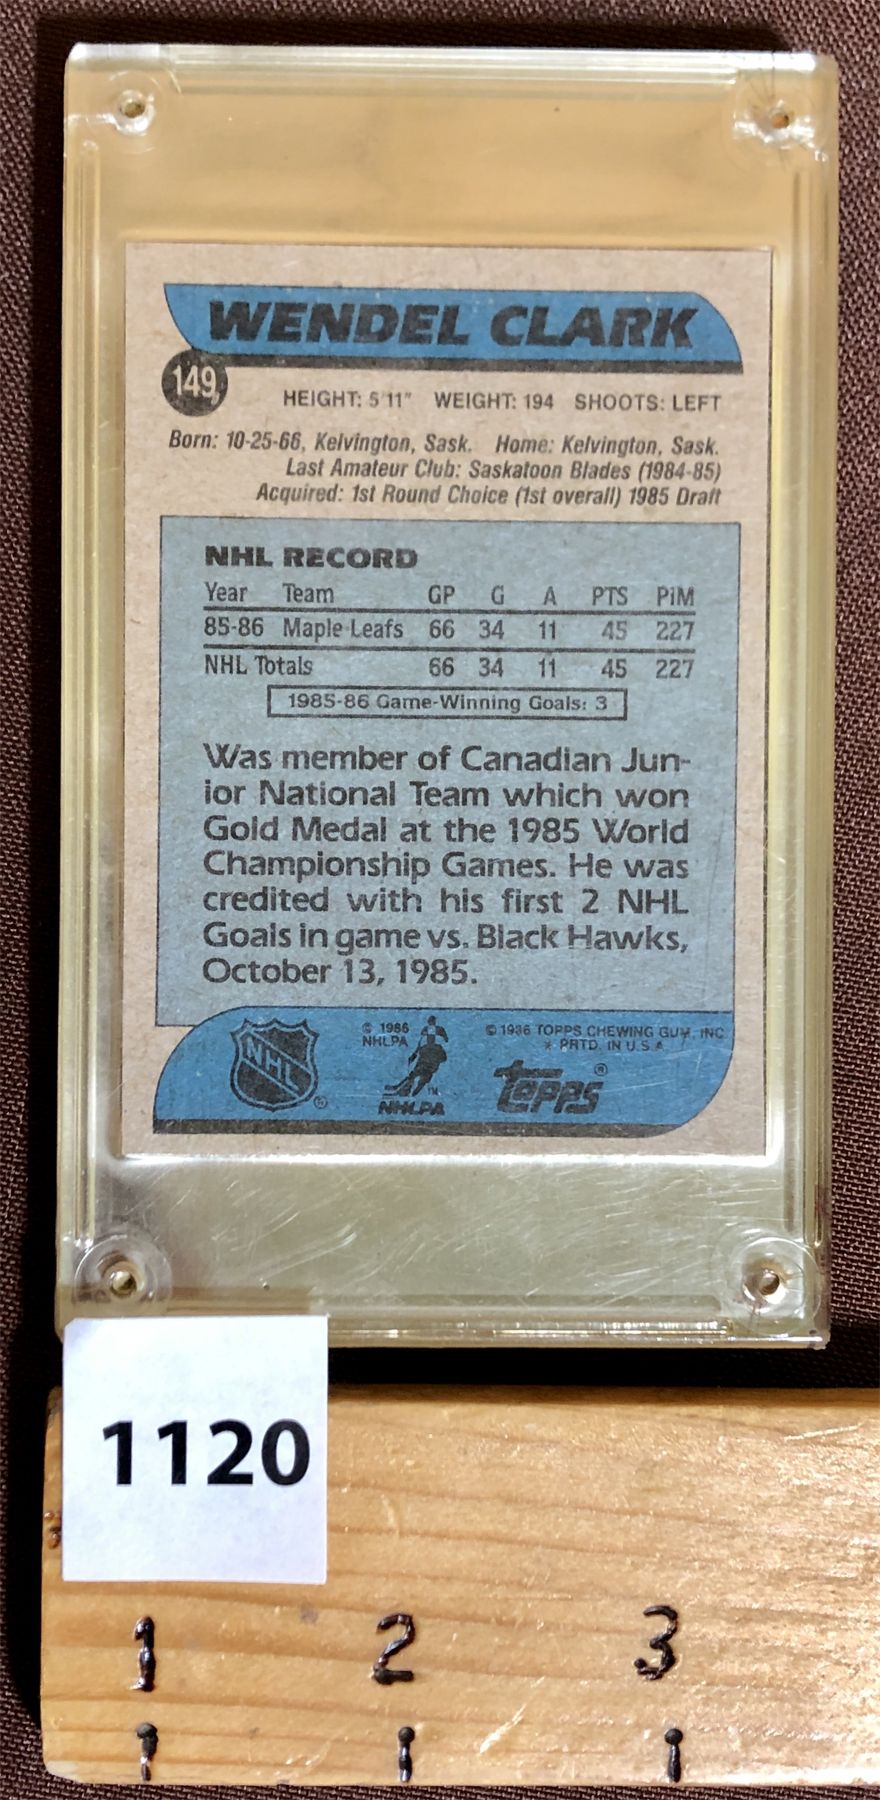 WENDEL CLARK
149
HEIGHT: 5'11" WEIGHT: 194 SHOOTS: LEFT
Born: 10-25-66, Kelvington, Sask. Home: Kelvington, Sask.
Last Amateur Club: Saskatoon Blades (1984-85)
Acquired: 1st Round Choice (1st overall) 1985 Draft
NHL RECORD
Year Team GP G A PTS PiM
85-86 Maple Leafs 66 34 11 45 227
NHL Totals 66 34 11 45 227
1985-86 Game-Winning Goals: 3
Was member of Canadian Jun-
ior National Team which won
Gold Medal at the 1985 World
Championship Games. He was
credited with his first 2 NHL
Goals in game vs. Black Hawks,
October 13, 1985.
NHL ®
© 1986
NHLPA
™
NHLPA
© 1986 TOPPS CHEWING GUM, INC.
* PRTD. IN U.S.A.
topps ®
1120
1 2 3